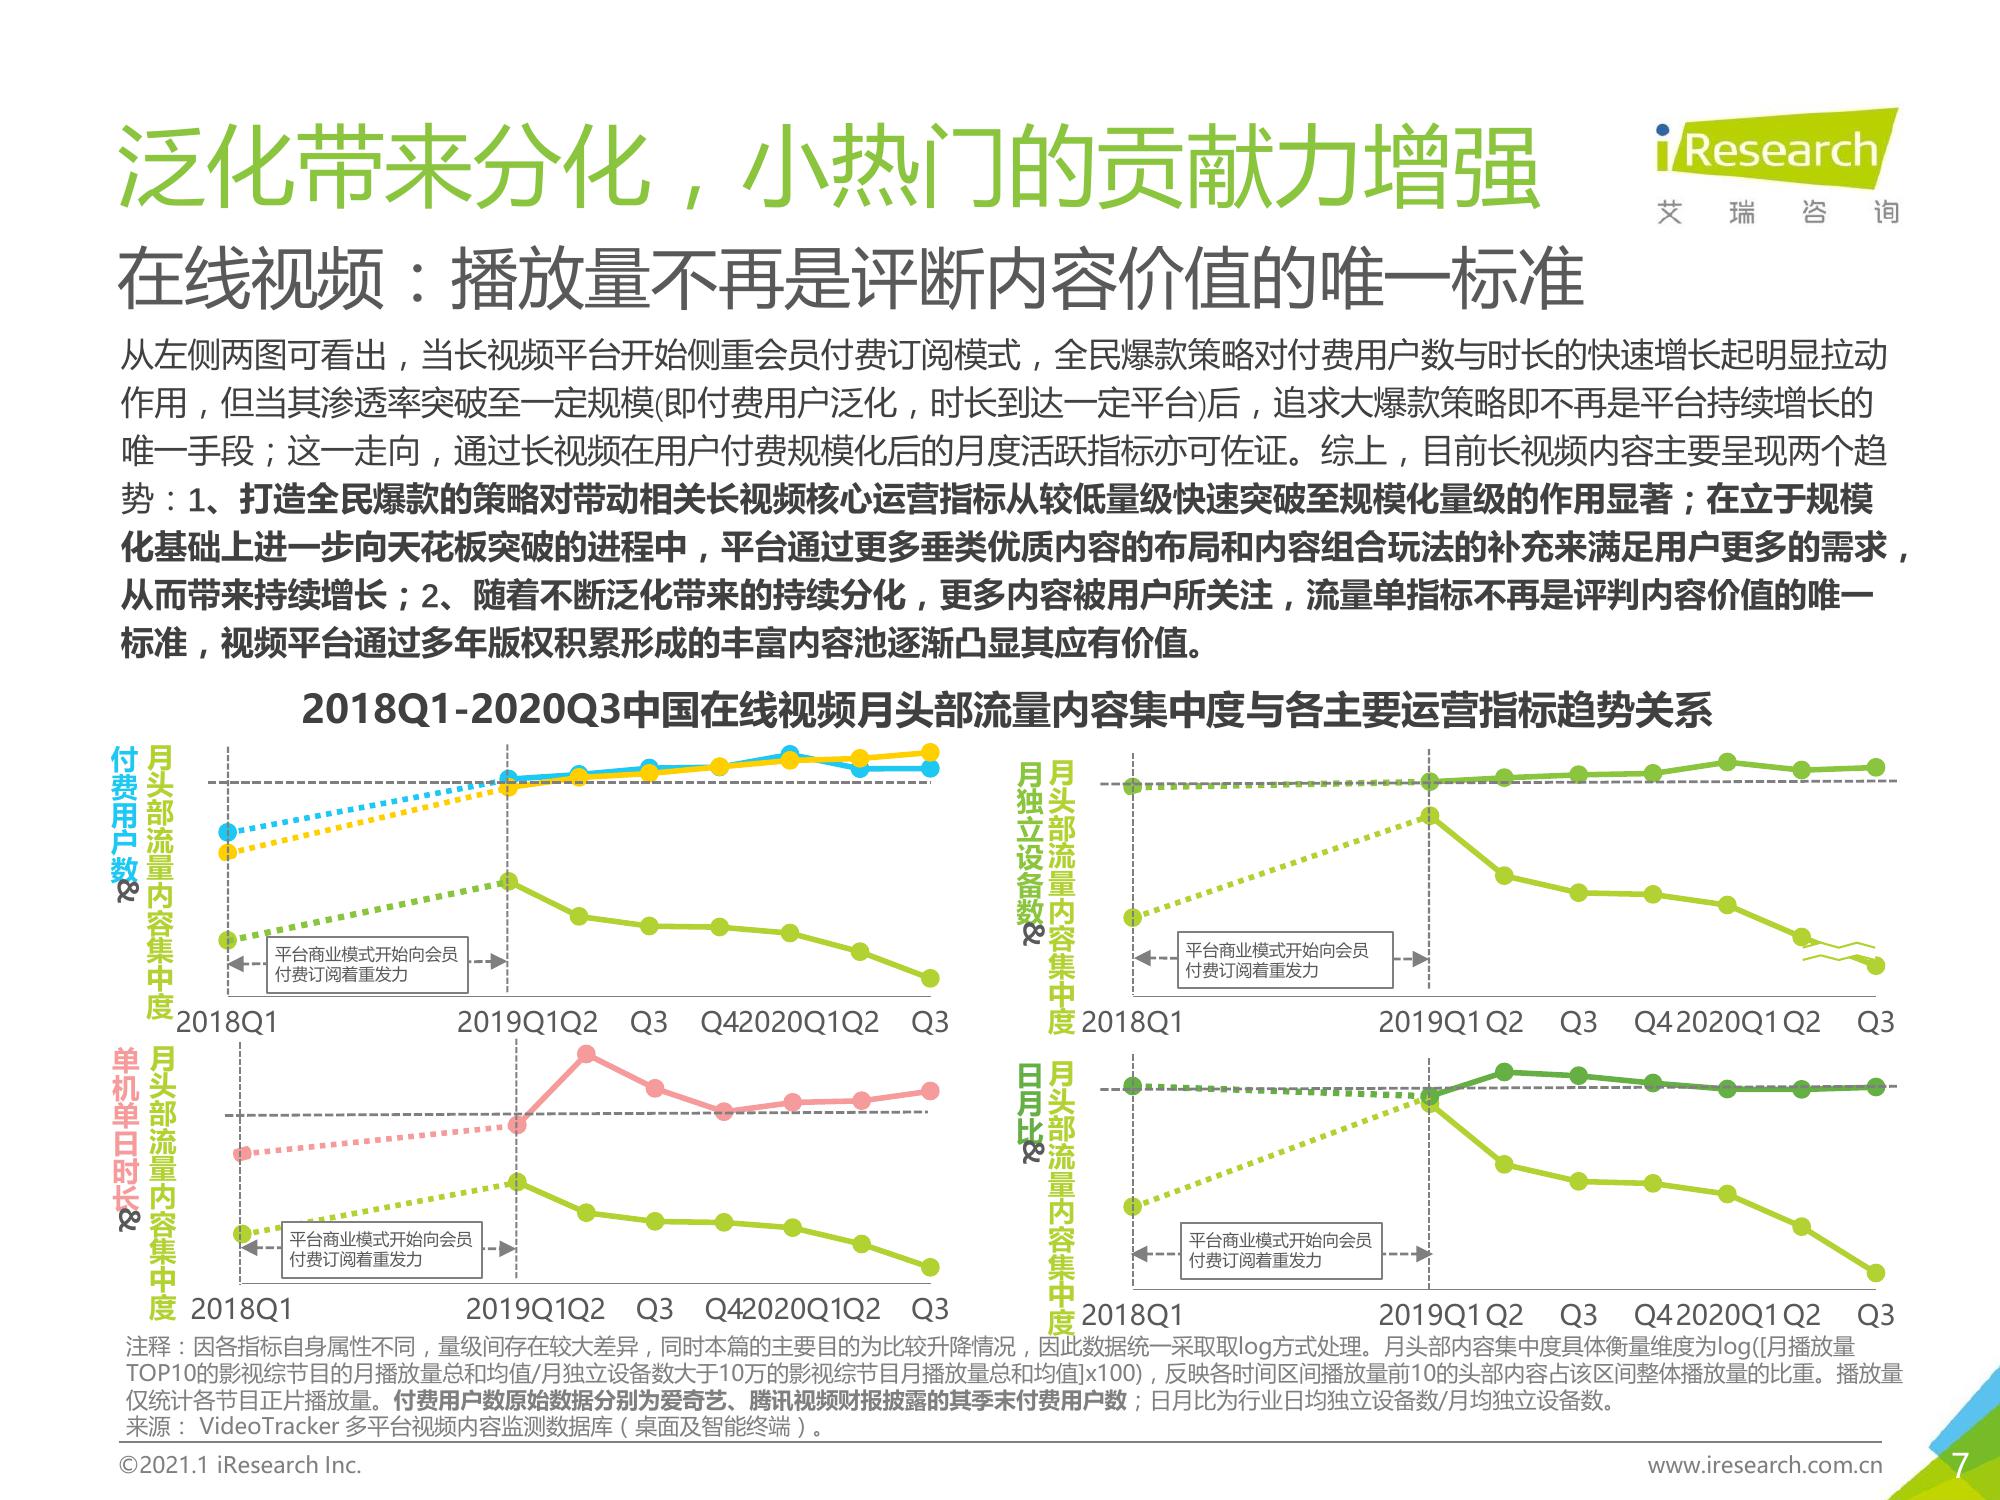 泛化带来分化，小热门的贡献力增强
iResearch
艾瑞咨询
在线视频：播放量不再是评断内容价值的唯一标准
从左侧两图可看出，当长视频平台开始侧重会员付费订阅模式，全民爆款策略对付费用户数与时长的快速增长起明显拉动
作用，但当其渗透率突破至一定规模(即付费用户泛化，时长到达一定平台)后，追求大爆款策略即不再是平台持续增长的
唯一手段；这一走向，通过长视频在用户付费规模化后的月度活跃指标亦可佐证。综上，目前长视频内容主要呈现两个趋
势：1、打造全民爆款的策略对带动相关长视频核心运营指标从较低量级快速突破至规模化量级的作用显著；在立于规模
化基础上进一步向天花板突破的进程中，平台通过更多垂类优质内容的布局和内容组合玩法的补充来满足用户更多的需求，
从而带来持续增长；2、随着不断泛化带来的持续分化，更多内容被用户所关注，流量单指标不再是评判内容价值的唯一
标准，视频平台通过多年版权积累形成的丰富内容池逐渐凸显其应有价值。
2018Q1-2020Q3中国在线视频月头部流量内容集中度与各主要运营指标趋势关系
付费用户数&
月头部流量内容集中度
平台商业模式开始向会员
付费订阅着重发力
2018Q1 2019Q1 Q2 Q3 Q4 2020Q1 Q2 Q3
月独立设备数&
月头部流量内容集中度
平台商业模式开始向会员
付费订阅着重发力
2018Q1 2019Q1 Q2 Q3 Q4 2020Q1 Q2 Q3
单机单日时长&
月头部流量内容集中度
平台商业模式开始向会员
付费订阅着重发力
2018Q1 2019Q1 Q2 Q3 Q4 2020Q1 Q2 Q3
日月比&
月头部流量内容集中度
平台商业模式开始向会员
付费订阅着重发力
2018Q1 2019Q1 Q2 Q3 Q4 2020Q1 Q2 Q3
注释：因各指标自身属性不同，量级间存在较大差异，同时本篇的主要目的为比较升降情况，因此数据统一采取取log方式处理。月头部内容集中度具体衡量维度为log([月播放量
TOP10的影视综节目的月播放量总和均值/月独立设备数大于10万的影视综节目月播放量总和均值]x100)，反映各时间区间播放量前10的头部内容占该区间整体播放量的比重。播放量
仅统计各节目正片播放量。付费用户数原始数据分别为爱奇艺、腾讯视频财报披露的其季末付费用户数；日月比为行业日均独立设备数/月均独立设备数。
来源： VideoTracker 多平台视频内容监测数据库（桌面及智能终端）。
©2021.1 iResearch Inc.
www.iresearch.com.cn
7